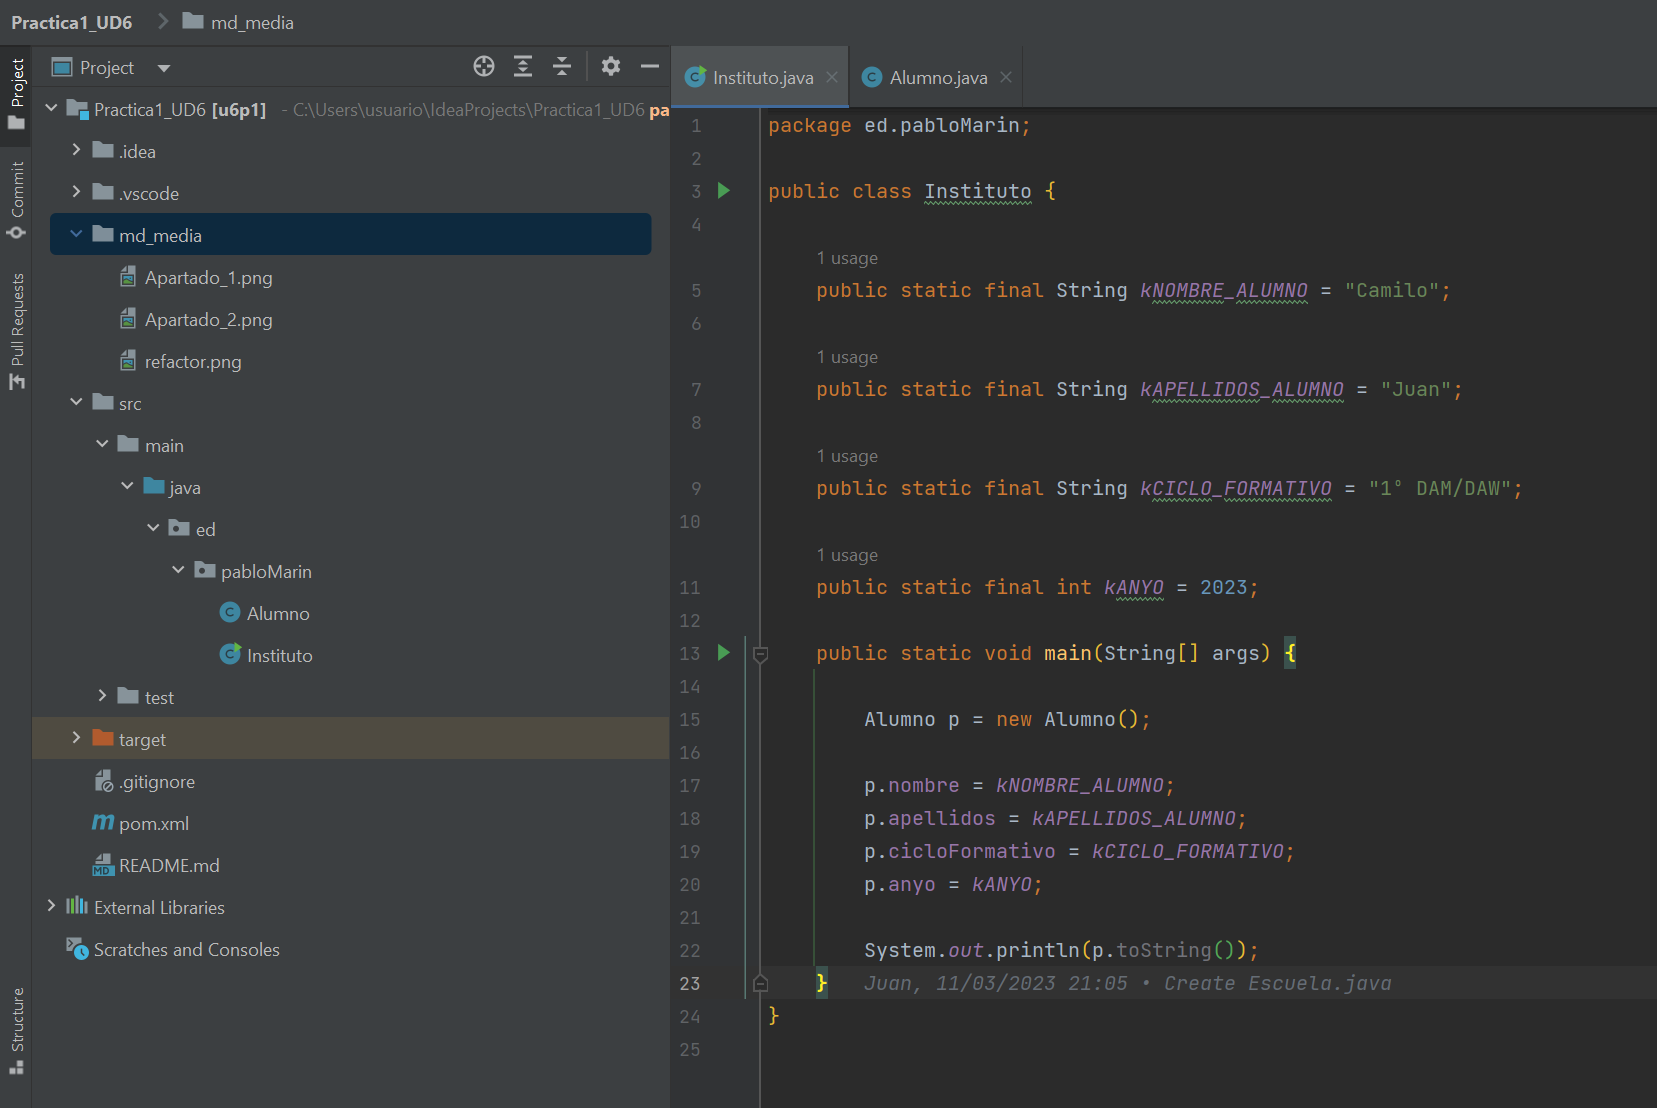 Practica1_UD6 md_media
Project
Commit
Pull Requests
Structure
Project
Practica1_UD6 [u6p1] - C:\Users\usuario\IdeaProjects\Practica1_UD6 pa
.idea
.vscode
md_media
Apartado_1.png
Apartado_2.png
refactor.png
src
main
java
ed
pabloMarin
Alumno
Instituto
test
target
.gitignore
pom.xml
README.md
External Libraries
Scratches and Consoles
Instituto.java Alumno.java
1 package ed.pabloMarin;
2
3 public class Instituto {
4
1 usage
5 public static final String kNOMBRE_ALUMNO = "Camilo";
6
1 usage
7 public static final String kAPELLIDOS_ALUMNO = "Juan";
8
1 usage
9 public static final String kCICLO_FORMATIVO = "1° DAM/DAW";
10
1 usage
11 public static final int kANYO = 2023;
12
13 public static void main(String[] args) {
14
15 Alumno p = new Alumno();
16
17 p.nombre = kNOMBRE_ALUMNO;
18 p.apellidos = kAPELLIDOS_ALUMNO;
19 p.cicloFormativo = kCICLO_FORMATIVO;
20 p.anyo = kANYO;
21
22 System.out.println(p.toString());
23 } Juan, 11/03/2023 21:05 • Create Escuela.java
24 }
25